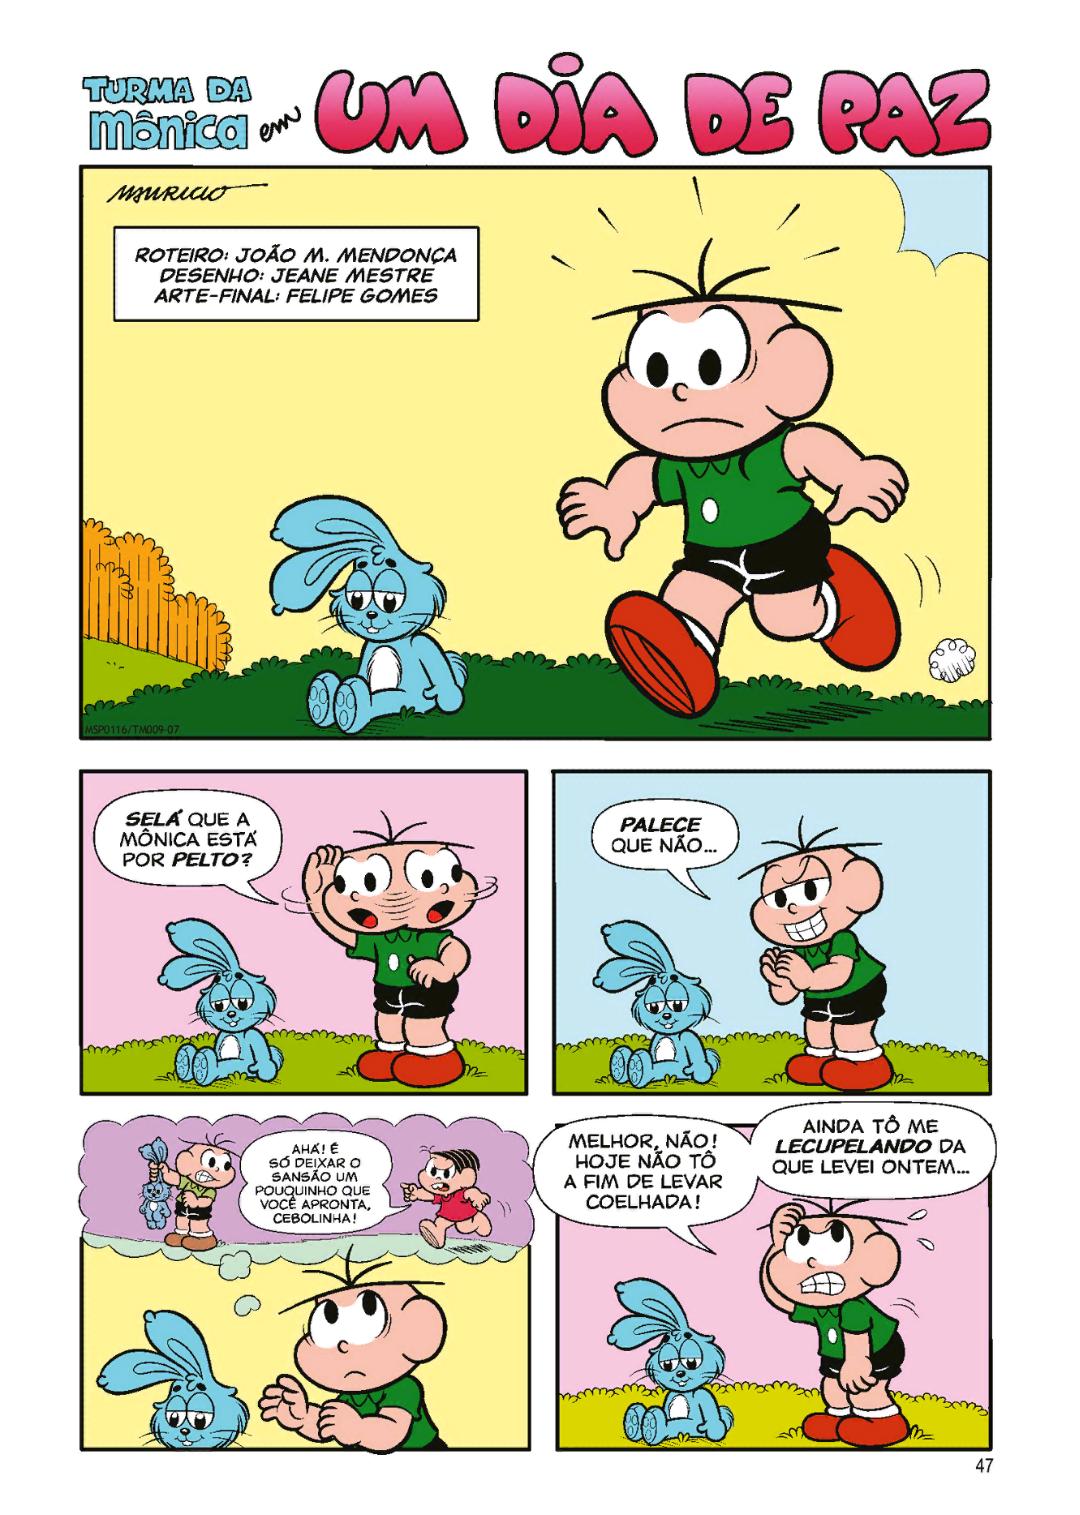 TURMA DA
MÔNICA
em
UM DIA DE PAZ
MAURICIO
ROTEIRO: JOÃO M. MENDONÇA
DESENHO: JEANE MESTRE
ARTE-FINAL: FELIPE GOMES
MSP0116/TM009-07
SELÁ QUE A
MÔNICA ESTÁ
POR PELTO?
PALECE
QUE NÃO...
AHÁ! É
SÓ DEIXAR O
SANSÃO UM
POUQUINHO QUE
VOCÊ APRONTA,
CEBOLINHA!
MELHOR, NÃO!
HOJE NÃO TÔ
A FIM DE LEVAR
COELHADA!
AINDA TÔ ME
LECUPELANDO DA
QUE LEVEI ONTEM...
47